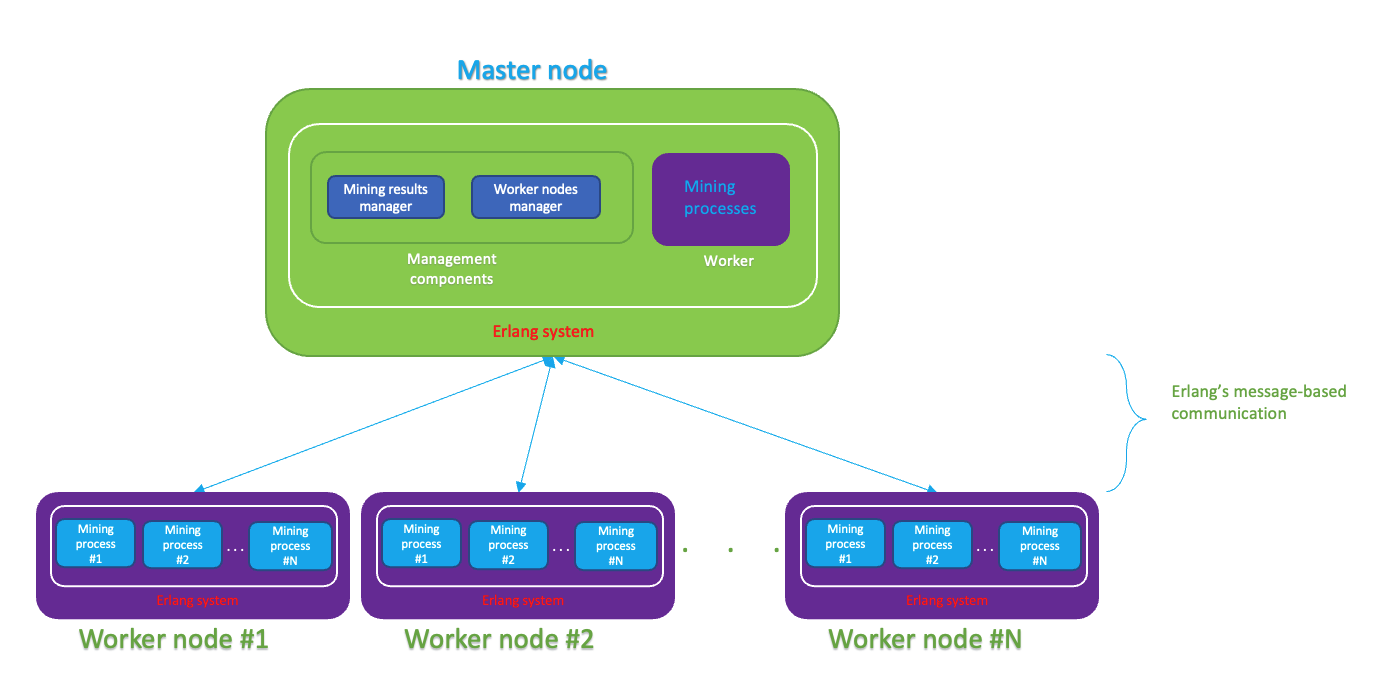 Master node
Mining results
manager
Worker nodes
manager
Mining
processes
Management
components
Worker
Erlang system
Erlang’s message-based
communication
Mining
process
#1
Mining
process
#2
...
Mining
process
#N
Erlang system
Worker node #1
Mining
process
#1
Mining
process
#2
...
Mining
process
#N
Erlang system
Worker node #2
. . .
Mining
process
#1
Mining
process
#2
...
Mining
process
#N
Erlang system
Worker node #N